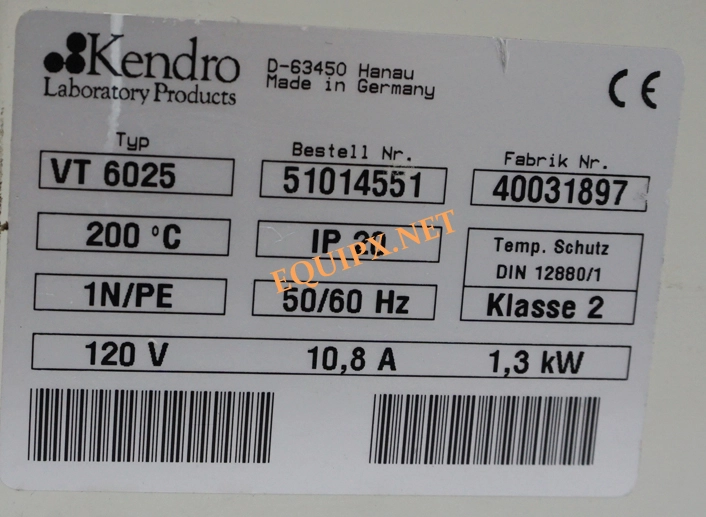 Kendro
Laboratory Products
D-63450 Hanau
Made in Germany
CE
Typ
Bestell Nr.
Fabrik Nr.
VT 6025
51014551
40031897
200 °C
IP 20
Temp. Schutz
DIN 12880/1
1N/PE
50/60 Hz
Klasse 2
120 V 10,8 A 1,3 kW
EQUIPX.NET